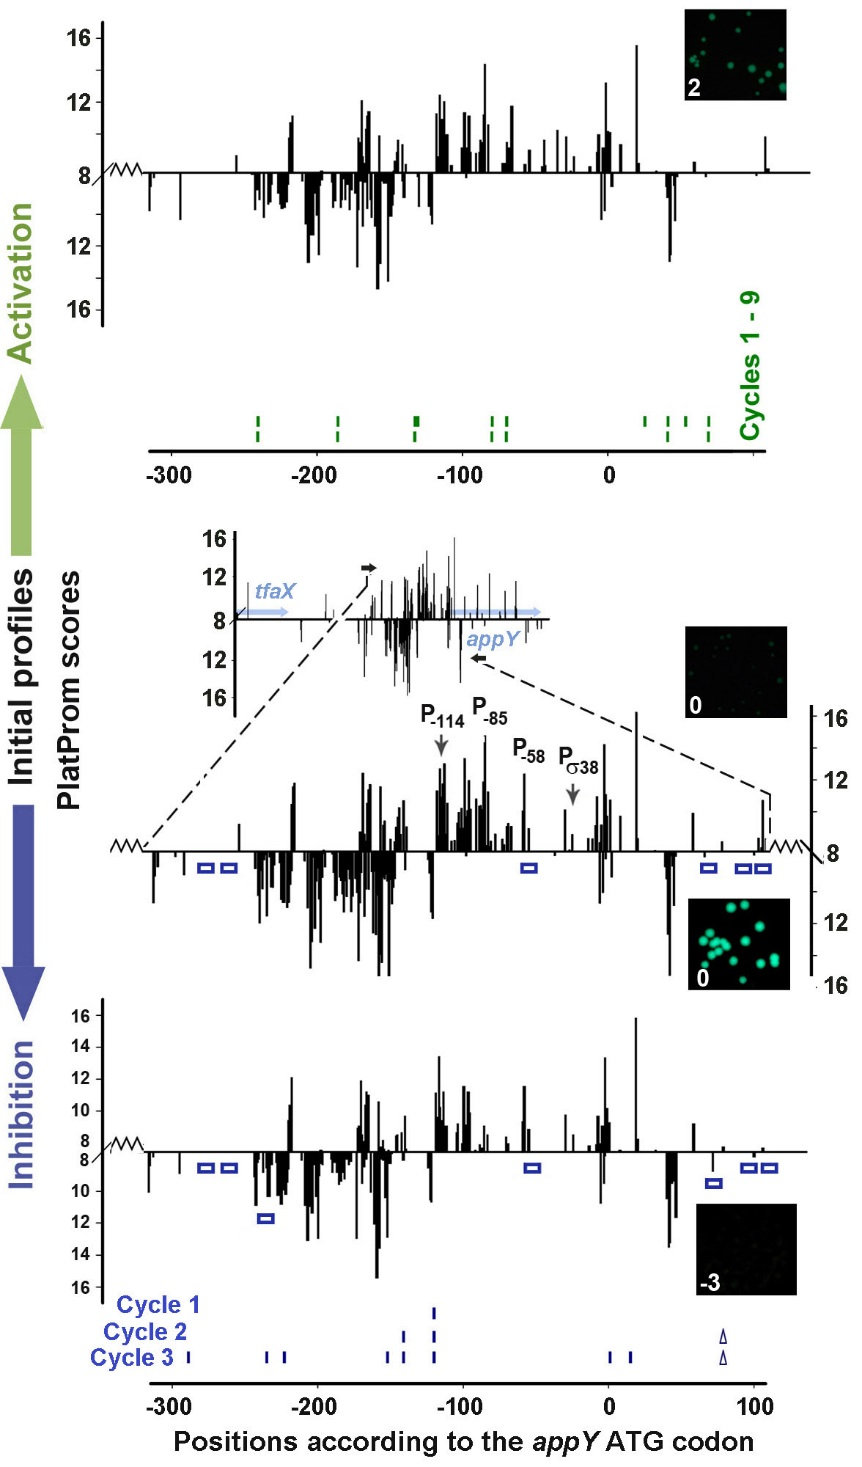 16
2
12
8
12
16
Activation
Cycles 1 - 9
-300
-200
-100
0
Initial profiles
PlatProm scores
16
12
8
12
16
tfaX
appY
0
P-114
P-85
P-58
Pσ38
16
12
8
12
16
0
Inhibition
16
14
12
10
8
8
10
12
14
16
-3
Cycle 1
Cycle 2
Δ
Cycle 3
Δ
-300
-200
-100
0
100
Positions according to the appY ATG codon